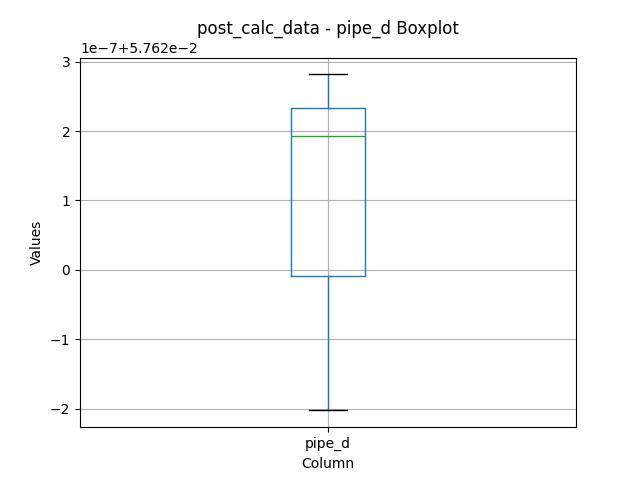 post_calc_data - pipe_d Boxplot
1e−7+5.762e−2
3
2
1
0
−1
−2
Values
pipe_d
Column